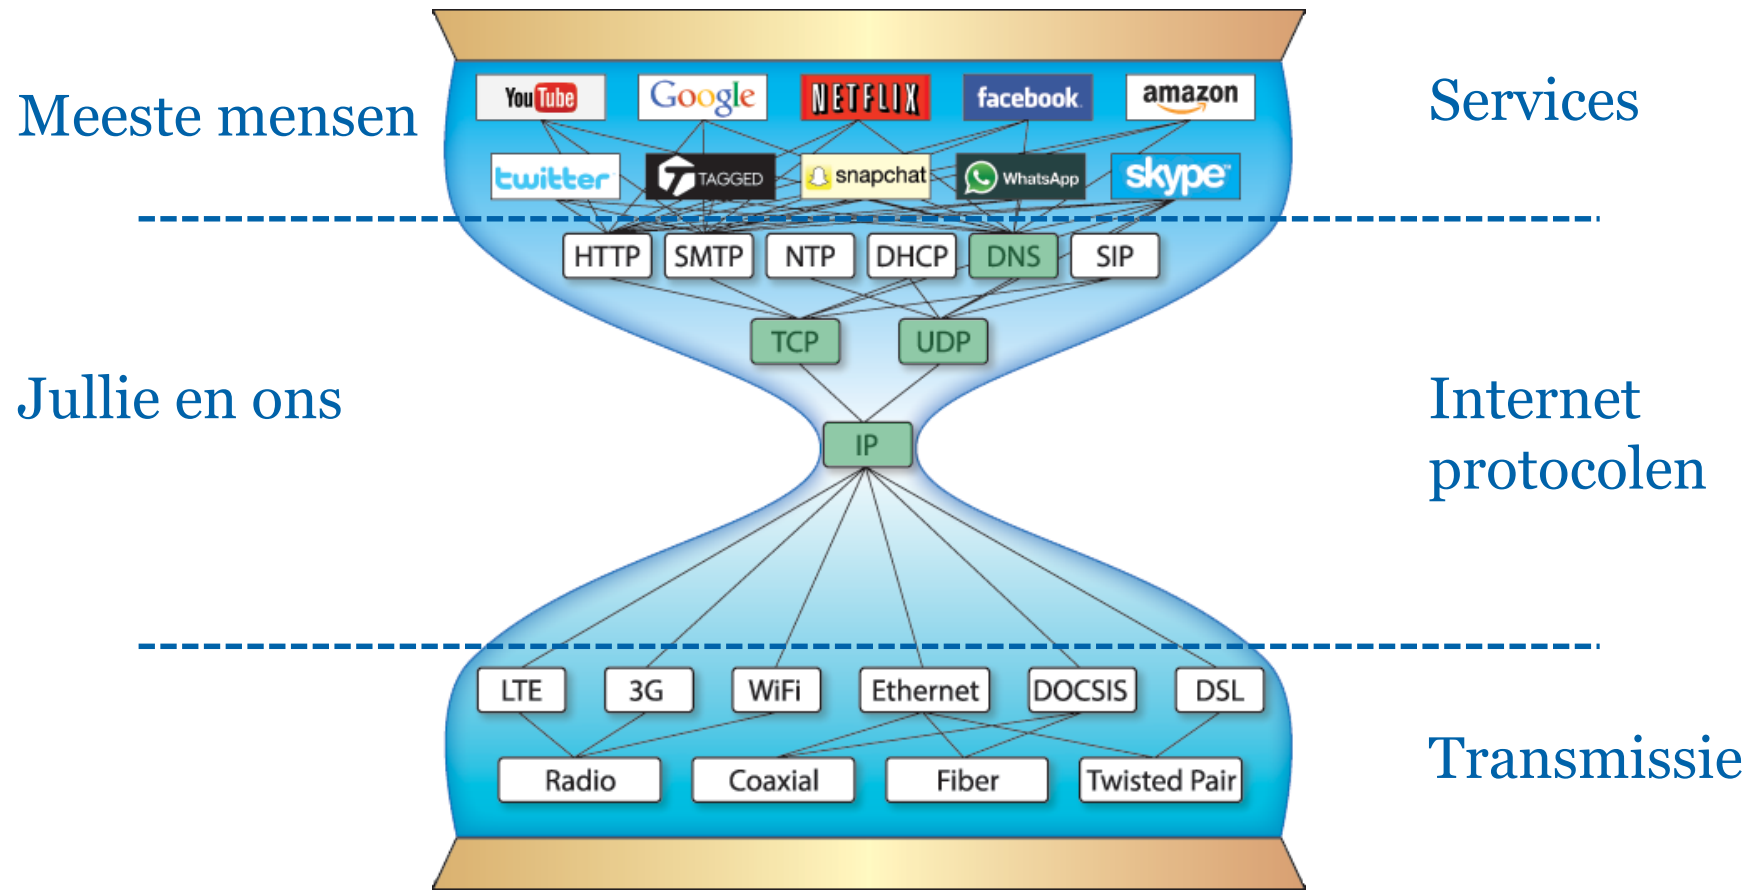 YouTube Google NETFLIX facebook amazon
Meeste mensen
Services
twitter TAGGED snapchat WhatsApp skype
HTTP SMTP NTP DHCP DNS SIP
TCP UDP
Jullie en ons
Internet
protocolen
IP
LTE 3G WiFi Ethernet DOCSIS DSL
Transmissie
Radio Coaxial Fiber Twisted Pair